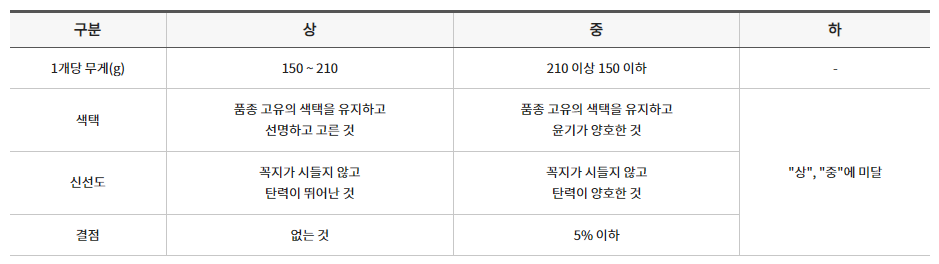 구분 상 중 하
1개당 무게(g) 150 ~ 210 210 이상 150 이하 -
색택 품종 고유의 색택을 유지하고 선명하고 고른 것 품종 고유의 색택을 유지하고 윤기가 양호한 것 "상", "중"에 미달
신선도 꼭지가 시들지 않고 탄력이 뛰어난 것 꼭지가 시들지 않고 탄력이 양호한 것
결점 없는 것 5% 이하